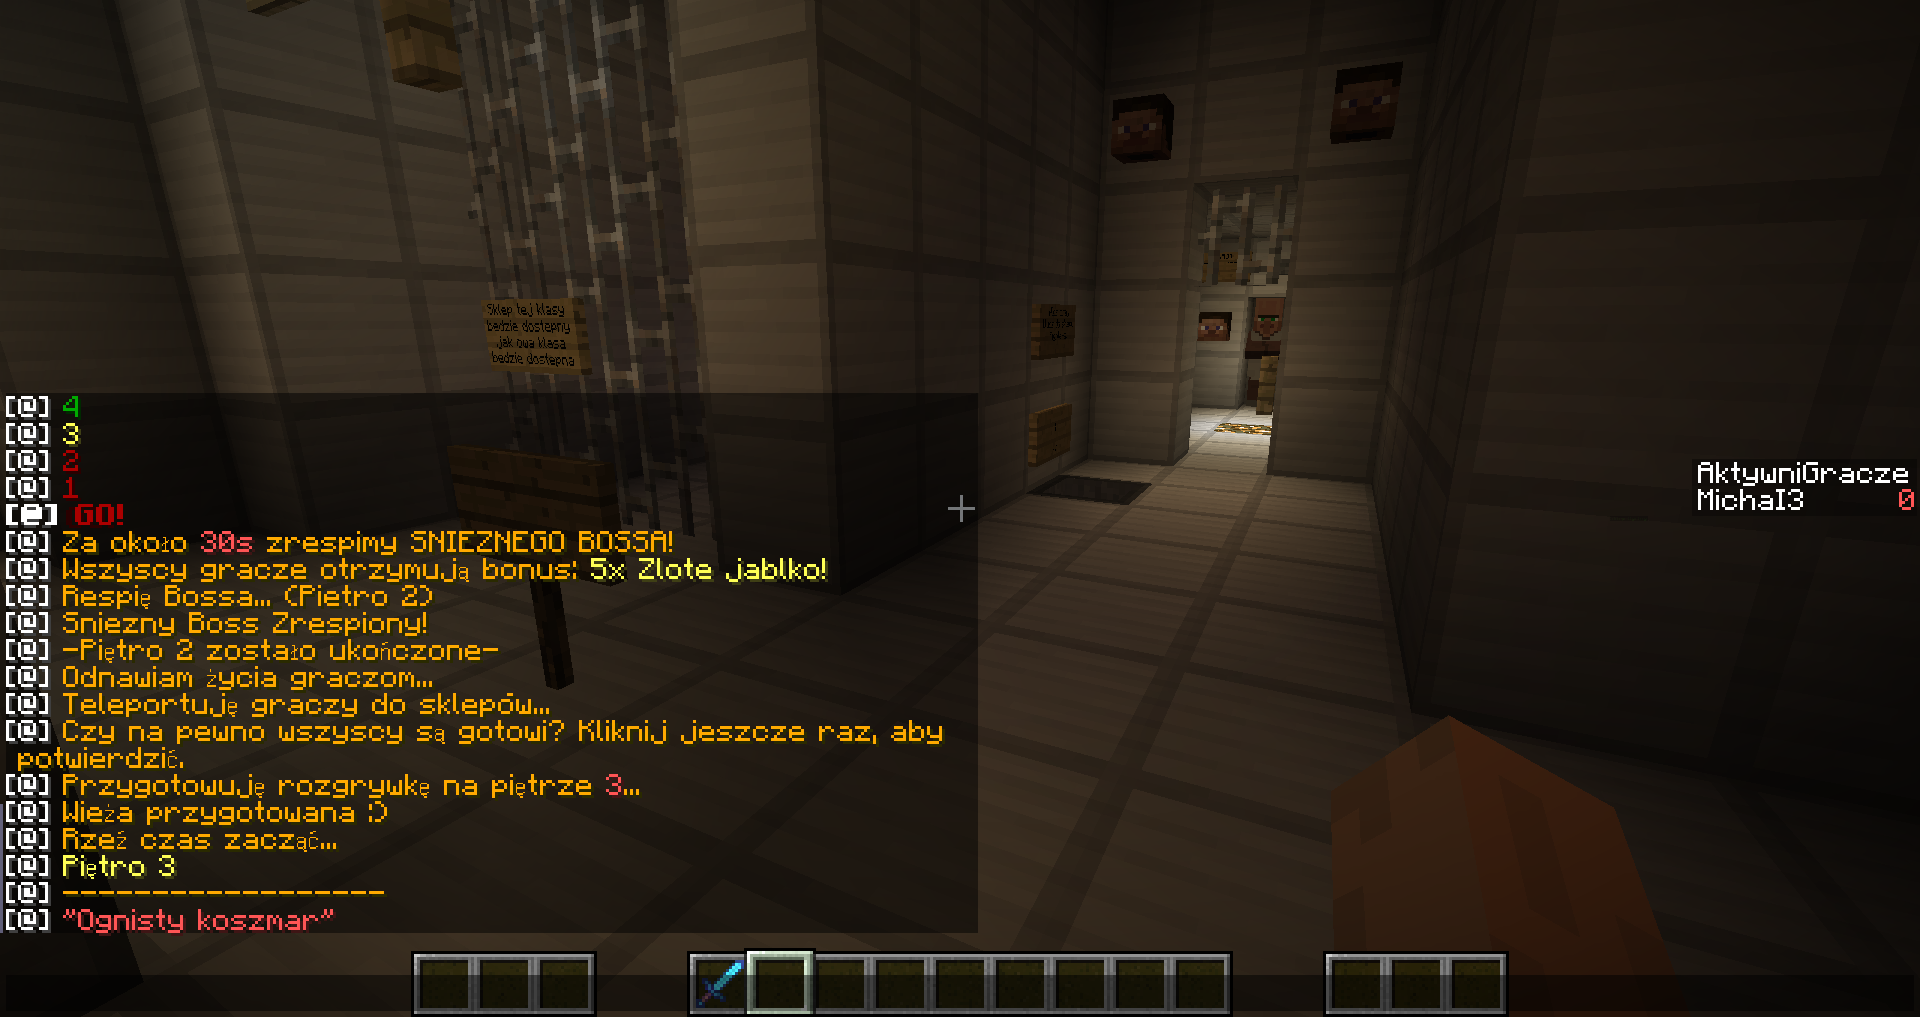 Sklep tej klasy
bedzie dostepny
jak owa klasa
bedzie dostepna
[@] 4
[@] 3
[@] 2
[@] 1
[@] GO!
[@] Za około 30s zrespimy SNIEZNEGO BOSSA!
[@] Wszyscy gracze otrzymują bonus: 5x Zlote jablko!
[@] Respię Bossa... (Pietro 2)
[@] Sniezny Boss Zrespiony!
[@] -Piętro 2 zostało ukończone-
[@] Odnawiam życia graczom...
[@] Teleportuję graczy do sklepów...
[@] Czy na pewno wszyscy są gotowi? Kliknij jeszcze raz, aby
potwierdzić.
[@] Przygotowuję rozgrywkę na piętrze 3...
[@] Wieża przygotowana :)
[@] Rzeź czas zacząć...
[@] Piętro 3
[@] ------------------
[@] "Ognisty koszmar"
AktywniGracze
MichaI3 0